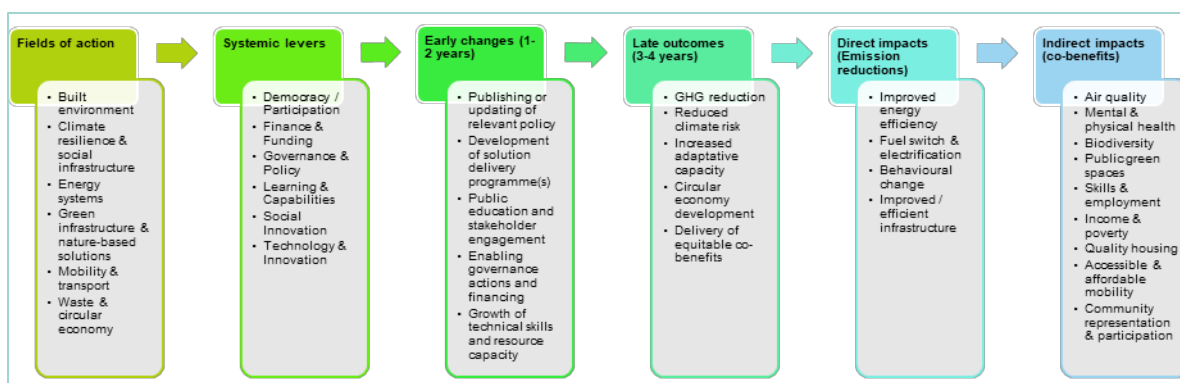 Fields of action
• Built
environment
• Climate
resilience &
social
infrastructure
• Energy
systems
• Green
infrastructure &
nature-based
solutions
• Mobility &
transport
• Waste &
circular
economy
Systemic levers
• Democracy /
Participation
• Finance &
Funding
• Governance &
Policy
• Learning &
Capabilities
• Social
Innovation
• Technology &
Innovation
Early changes (1-
2 years)
• Publishing or
updating of
relevant policy
• Development
of solution
delivery
programme(s)
• Public
education and
stakeholder
engagement
• Enabling
governance
actions and
financing
• Growth of
technical skills
and resource
capacity
Late outcomes
(3-4 years)
• GHG reduction
• Reduced
climate risk
• Increased
adaptative
capacity
• Circular
economy
development
• Delivery of
equitable co-
benefits
Direct impacts
(Emission
reductions)
• Improved
energy
efficiency
• Fuel switch &
electrification
• Behavioural
change
• Improved /
efficient
infrastructure
Indirect impacts
(co-benefits)
• Air quality
• Mental &
physical health
• Biodiversity
• Public green
spaces
• Skills &
employment
• Income &
poverty
• Quality housing
• Accessible &
affordable
mobility
• Community
representation
& participation